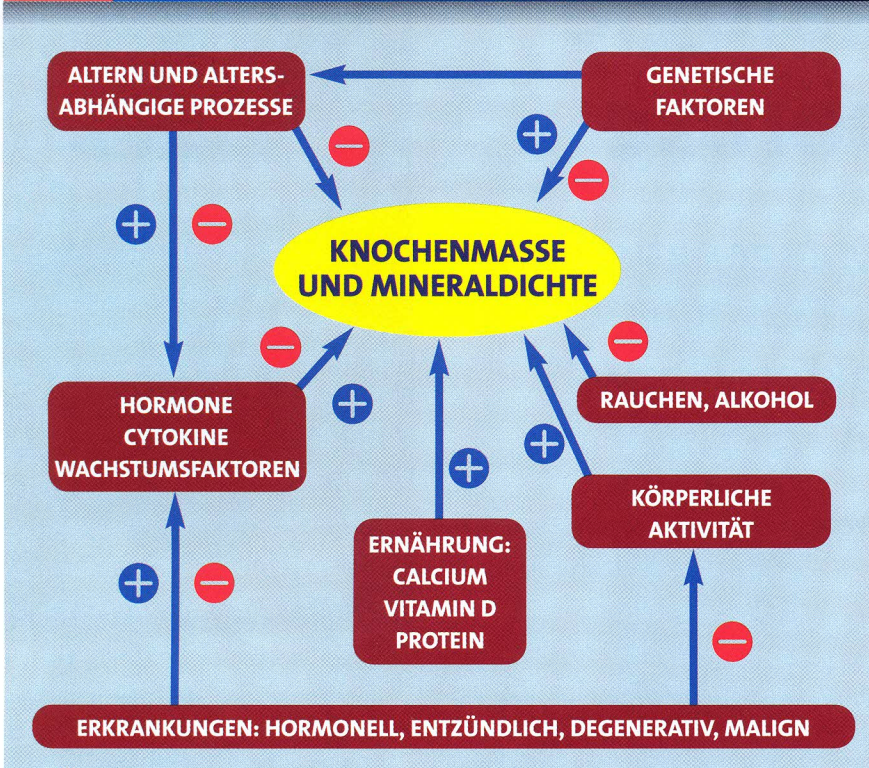 ALTERN UND ALTERS-
ABHÄNGIGE PROZESSE
GENETISCHE
FAKTOREN
KNOCHENMASSE
UND MINERALDICHTE
HORMONE
CYTOKINE
WACHSTUMSFAKTOREN
RAUCHEN, ALKOHOL
KÖRPERLICHE
AKTIVITÄT
ERNÄHRUNG:
CALCIUM
VITAMIN D
PROTEIN
ERKRANKUNGEN: HORMONELL, ENTZÜNDLICH, DEGENERATIV, MALIGN